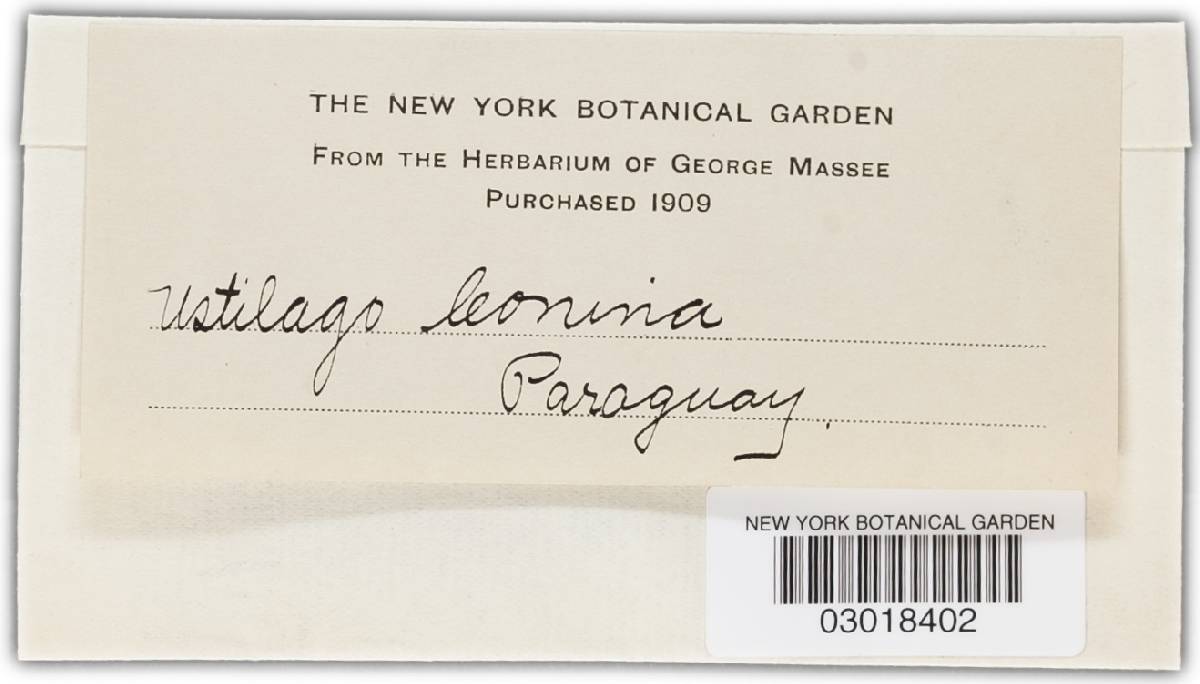 THE NEW YORK BOTANICAL GARDEN
FROM THE HERBARIUM OF GEORGE MASSEE
PURCHASED 1909
Ustilago leonina
Paraguay.
NEW YORK BOTANICAL GARDEN
03018402